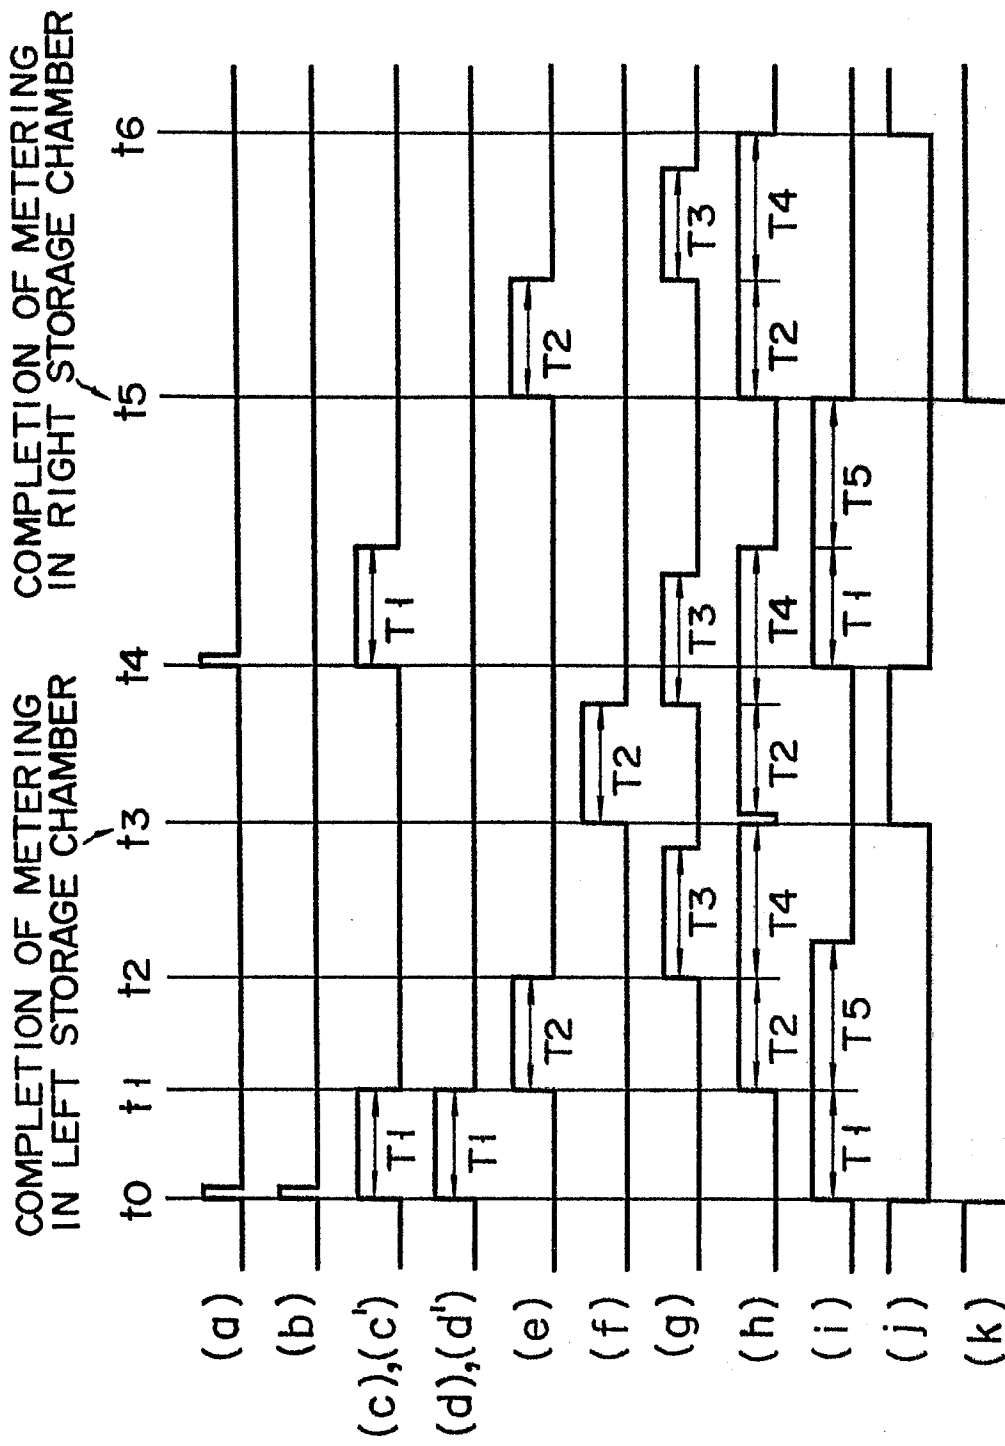 COMPLETION OF METERING
IN LEFT STORAGE CHAMBER
COMPLETION OF METERING
IN RIGHT STORAGE CHAMBER
t0 t1 t2 t3 t4 t5 t6
(a)
(b)
(c),(c') T1 T1
(d),(d') T1
(e) T2 T2
(f) T2
(g) T3 T3 T3
(h) T2 T4 T2 T4 T2 T4
(i) T1 T5 T1 T5
(j)
(k)